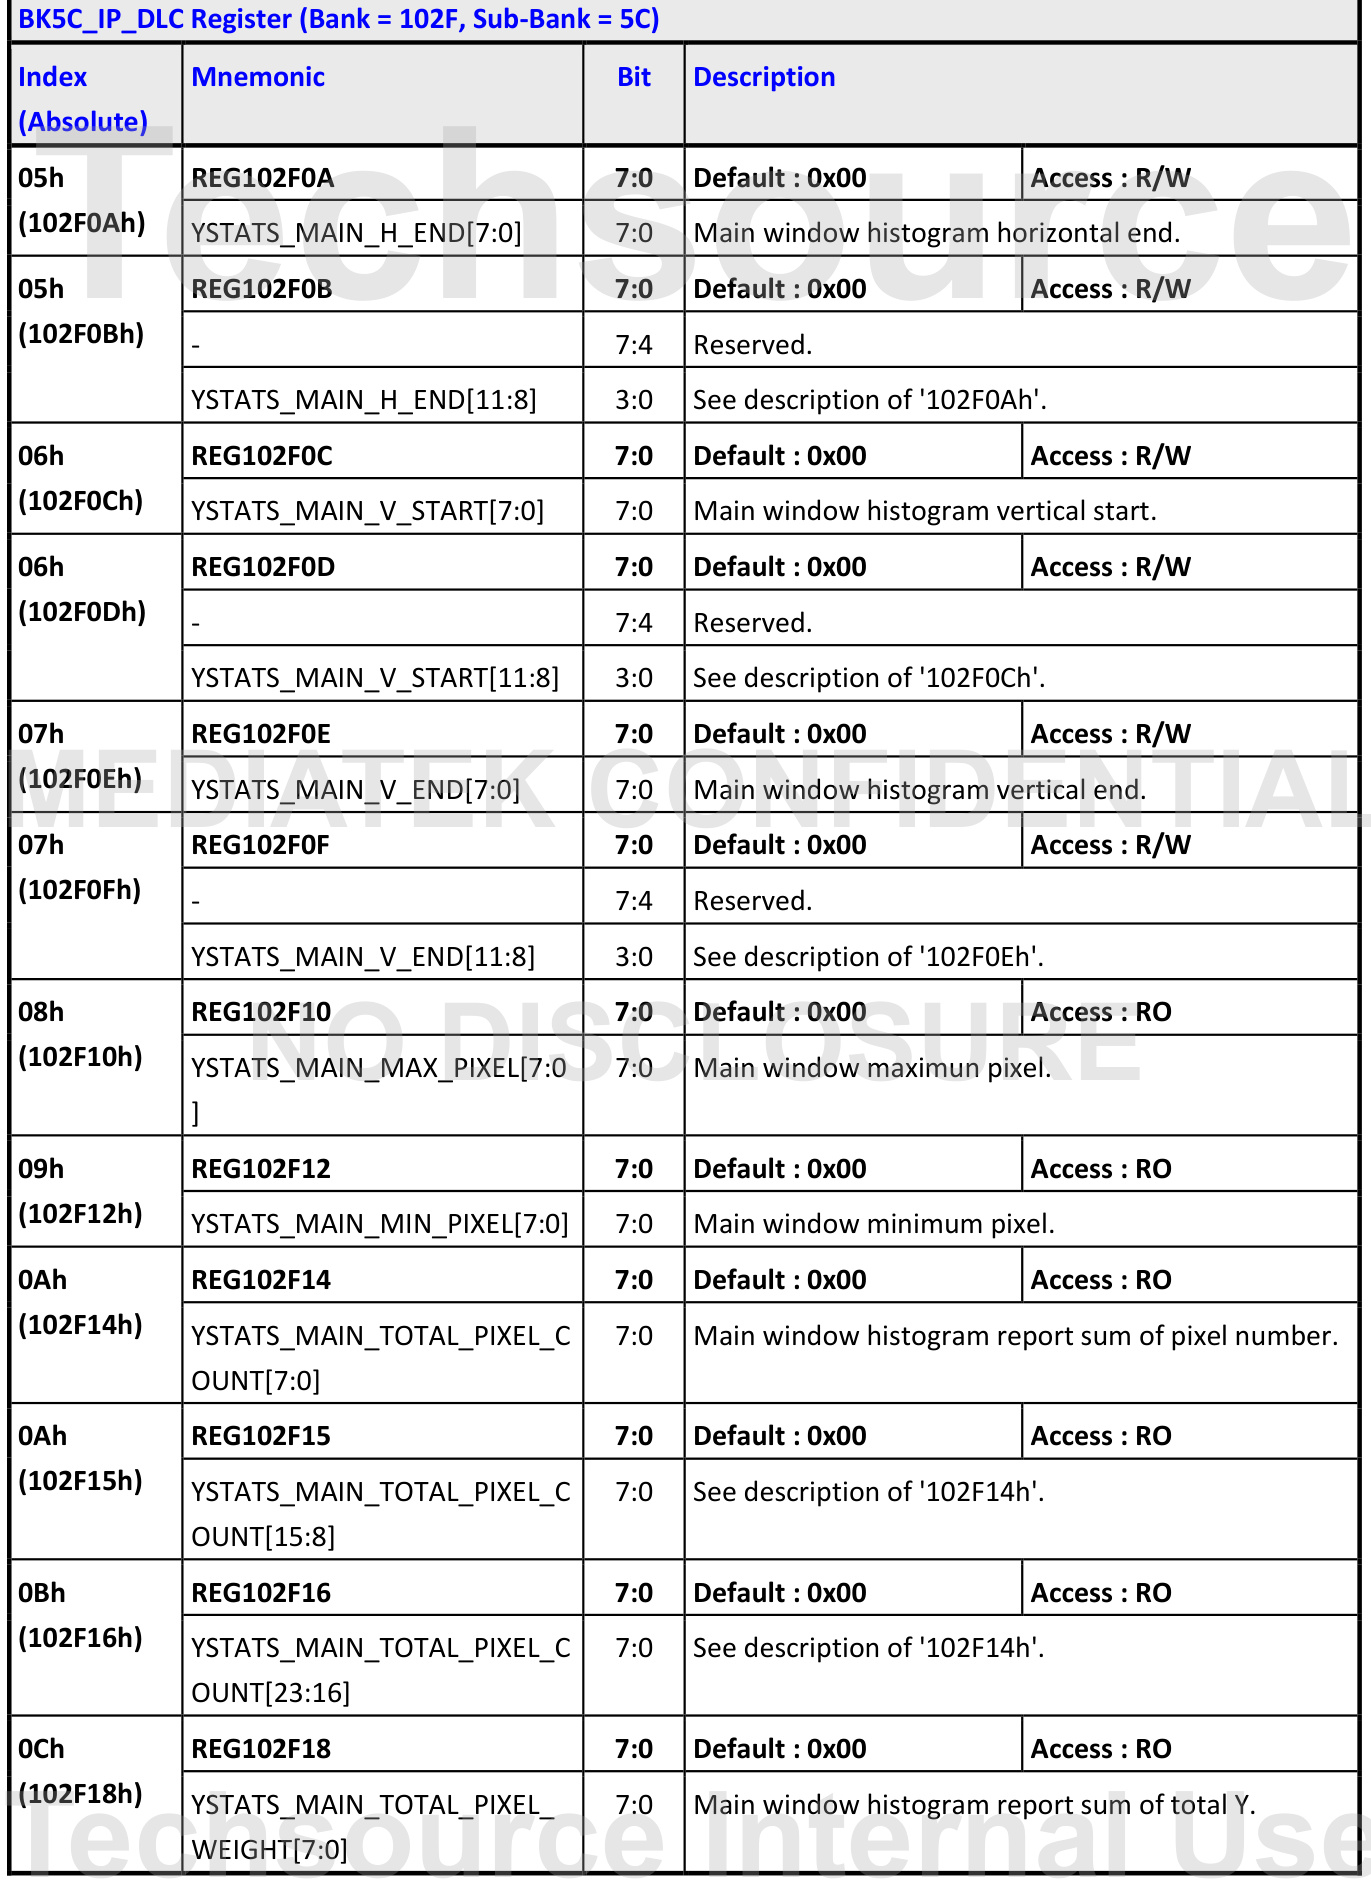 BK5C_IP_DLC Register (Bank = 102F, Sub-Bank = 5C)
Index Mnemonic Bit Description
(Absolute)
05h REG102F0A 7:0 Default : 0x00 Access : R/W
(102F0Ah) YSTATS_MAIN_H_END[7:0] 7:0 Main window histogram horizontal end.
Techsource
05h REG102F0B 7:0 Default : 0x00 Access : R/W
(102F0Bh) - 7:4 Reserved.
YSTATS_MAIN_H_END[11:8] 3:0 See description of '102F0Ah'.
06h REG102F0C 7:0 Default : 0x00 Access : R/W
(102F0Ch) YSTATS_MAIN_V_START[7:0] 7:0 Main window histogram vertical start.
06h REG102F0D 7:0 Default : 0x00 Access : R/W
(102F0Dh) - 7:4 Reserved.
YSTATS_MAIN_V_START[11:8] 3:0 See description of '102F0Ch'.
07h REG102F0E 7:0 Default : 0x00 Access : R/W
(102F0Eh) YSTATS_MAIN_V_END[7:0] 7:0 Main window histogram vertical end.
MEDIATEK CONFIDENTIAL
07h REG102F0F 7:0 Default : 0x00 Access : R/W
(102F0Fh) - 7:4 Reserved.
YSTATS_MAIN_V_END[11:8] 3:0 See description of '102F0Eh'.
08h REG102F10 7:0 Default : 0x00 Access : RO
(102F10h) YSTATS_MAIN_MAX_PIXEL[7:0 7:0 Main window maximun pixel.
]
NO DISCLOSURE
09h REG102F12 7:0 Default : 0x00 Access : RO
(102F12h) YSTATS_MAIN_MIN_PIXEL[7:0] 7:0 Main window minimum pixel.
0Ah REG102F14 7:0 Default : 0x00 Access : RO
(102F14h) YSTATS_MAIN_TOTAL_PIXEL_C 7:0 Main window histogram report sum of pixel number.
OUNT[7:0]
0Ah REG102F15 7:0 Default : 0x00 Access : RO
(102F15h) YSTATS_MAIN_TOTAL_PIXEL_C 7:0 See description of '102F14h'.
OUNT[15:8]
0Bh REG102F16 7:0 Default : 0x00 Access : RO
(102F16h) YSTATS_MAIN_TOTAL_PIXEL_C 7:0 See description of '102F14h'.
OUNT[23:16]
0Ch REG102F18 7:0 Default : 0x00 Access : RO
(102F18h) YSTATS_MAIN_TOTAL_PIXEL_ 7:0 Main window histogram report sum of total Y.
WEIGHT[7:0]
Techsource Internal Use